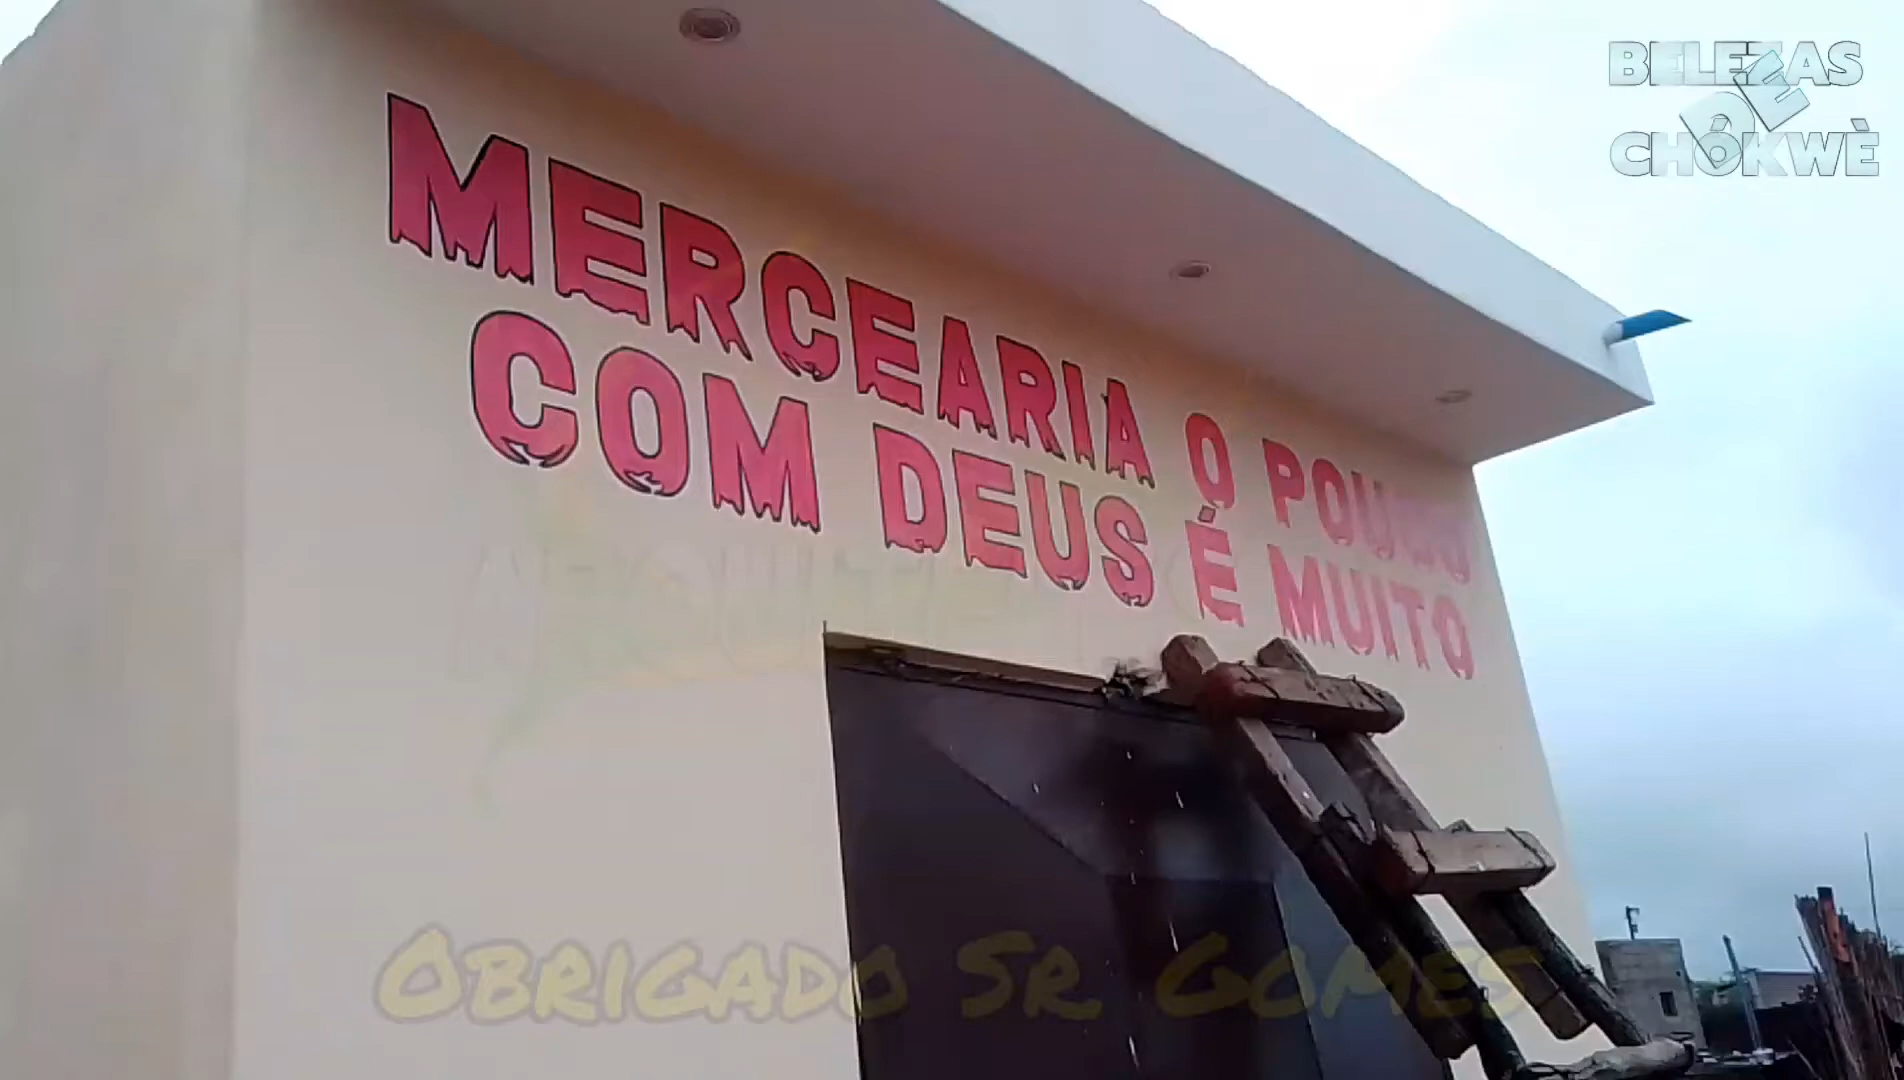 BELEZAS
DE
CHÓKWÈ
MERCEARIA O POUCO
COM DEUS É MUITO
OBRIGADO SR. GOMES